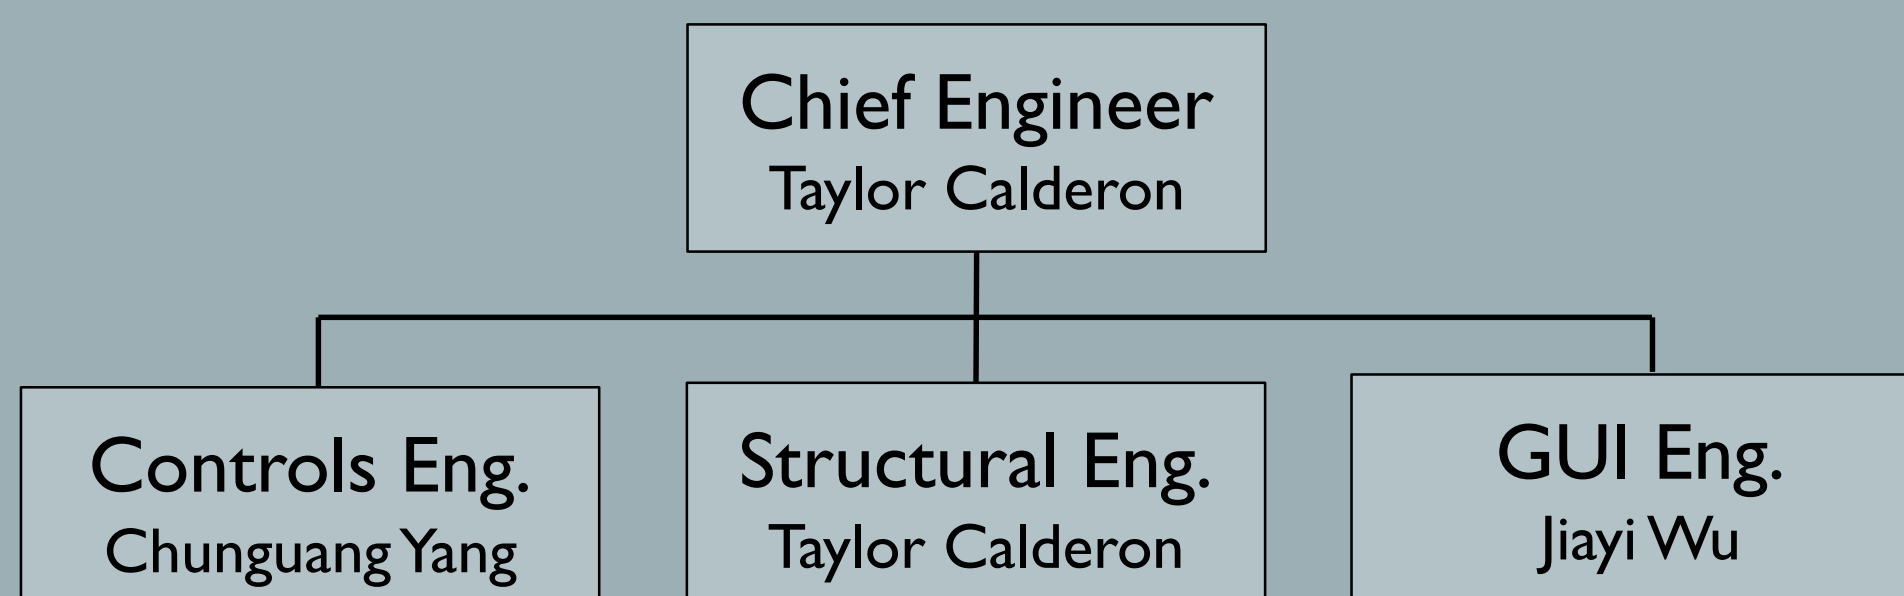 Chief Engineer
Taylor Calderon
Controls Eng.
Chunguang Yang
Structural Eng.
Taylor Calderon
GUI Eng.
Jiayi Wu